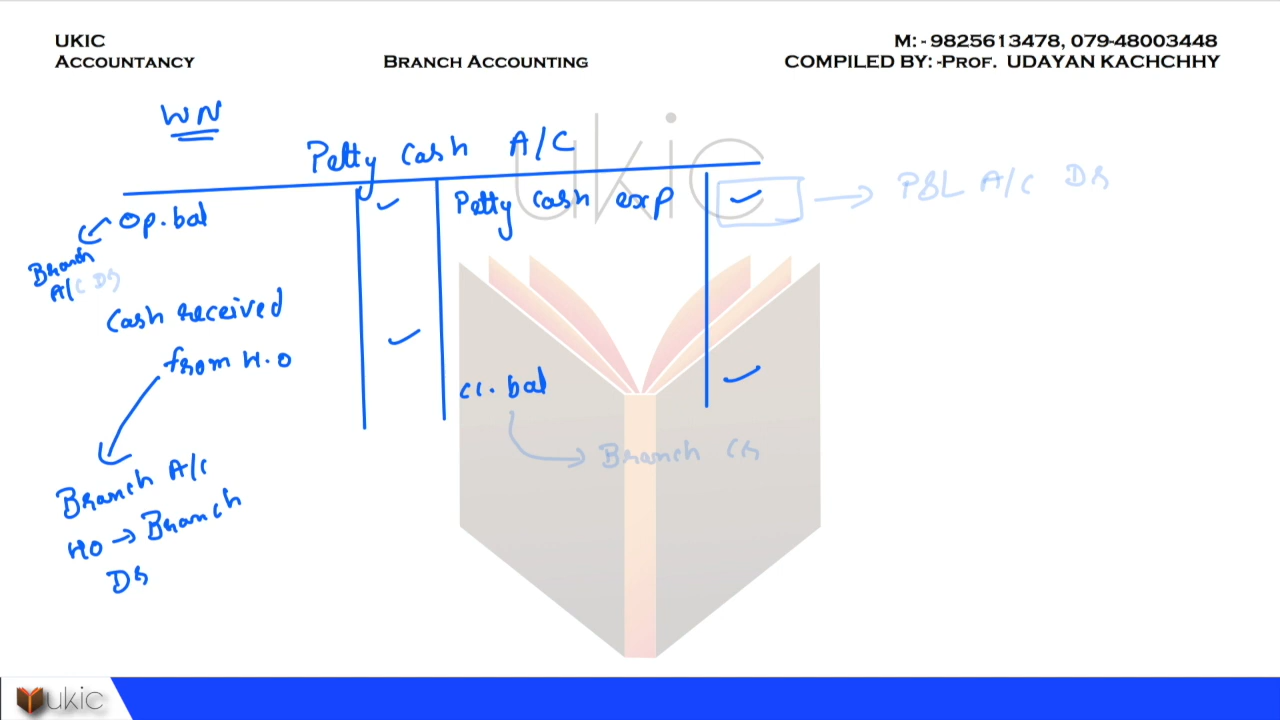 UKIC
ACCOUNTANCY
BRANCH ACCOUNTING
M: - 9825613478, 079-48003448
COMPILED BY: -PROF. UDAYAN KACHCHHY
WN
Petty Cash A/C
Op.bal
Petty cash exp
P&L A/C Dr
Branch
A/C Dr
Cash received
from H.O
Cl. bal
Branch Cr
Branch A/C
HO → Branch
Dr
ukic
ukic